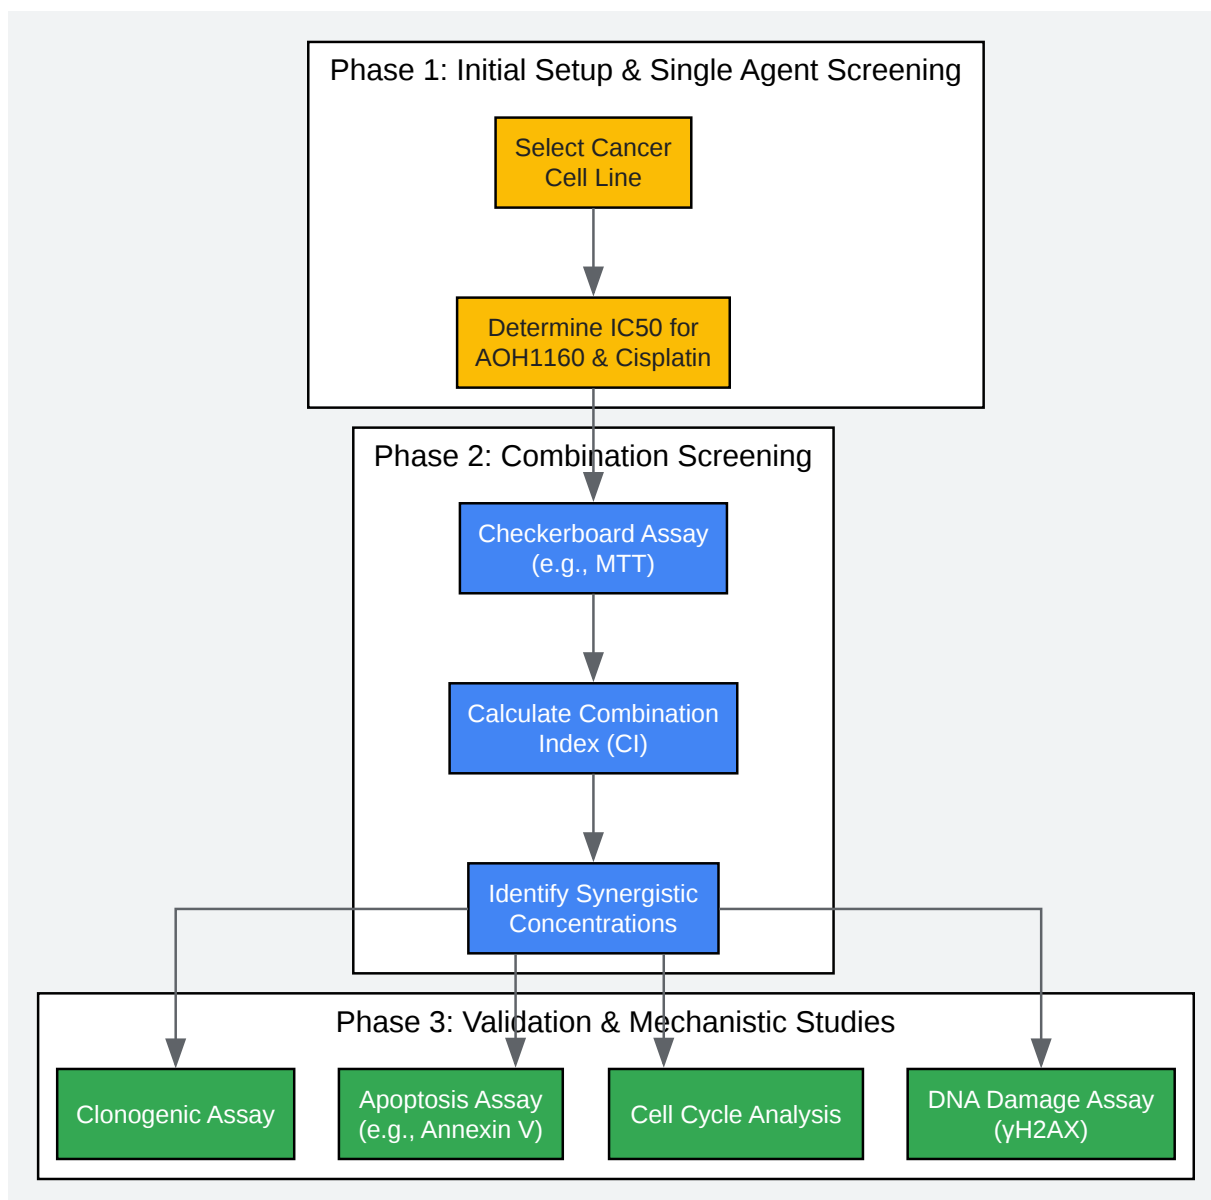 Phase 1: Initial Setup & Single Agent Screening
Select Cancer
Cell Line
Determine IC50 for
AOH1160 & Cisplatin
Phase 2: Combination Screening
Checkerboard Assay
(e.g., MTT)
Calculate Combination
Index (CI)
Identify Synergistic
Concentrations
Phase 3: Validation & Mechanistic Studies
Clonogenic Assay
Apoptosis Assay
(e.g., Annexin V)
Cell Cycle Analysis
DNA Damage Assay
(γH2AX)